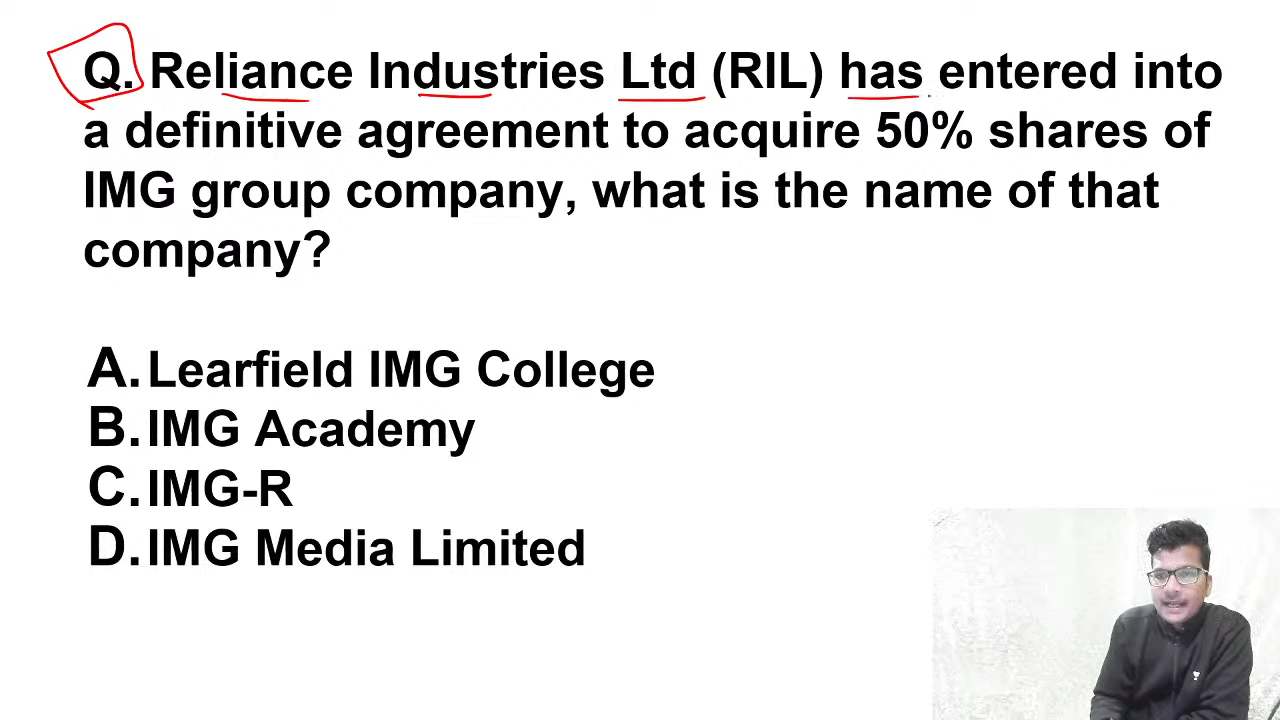 Q. Reliance Industries Ltd (RIL) has entered into
a definitive agreement to acquire 50% shares of
IMG group company, what is the name of that
company?
A. Learfield IMG College
B. IMG Academy
C. IMG-R
D. IMG Media Limited